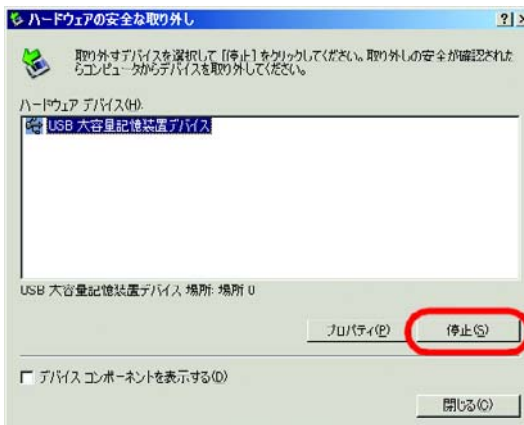 ハードウェアの安全な取り外し
取り外すデバイスを選択して [停止] をクリックしてください。取り外しの安全が確認された
らコンピュータからデバイスを取り外してください。
ハードウェア デバイス(H):
USB 大容量記憶装置デバイス
USB 大容量記憶装置デバイス 場所: 場所 0
プロパティ(P)
停止(S)
デバイス コンポーネントを表示する(D)
閉じる(C)